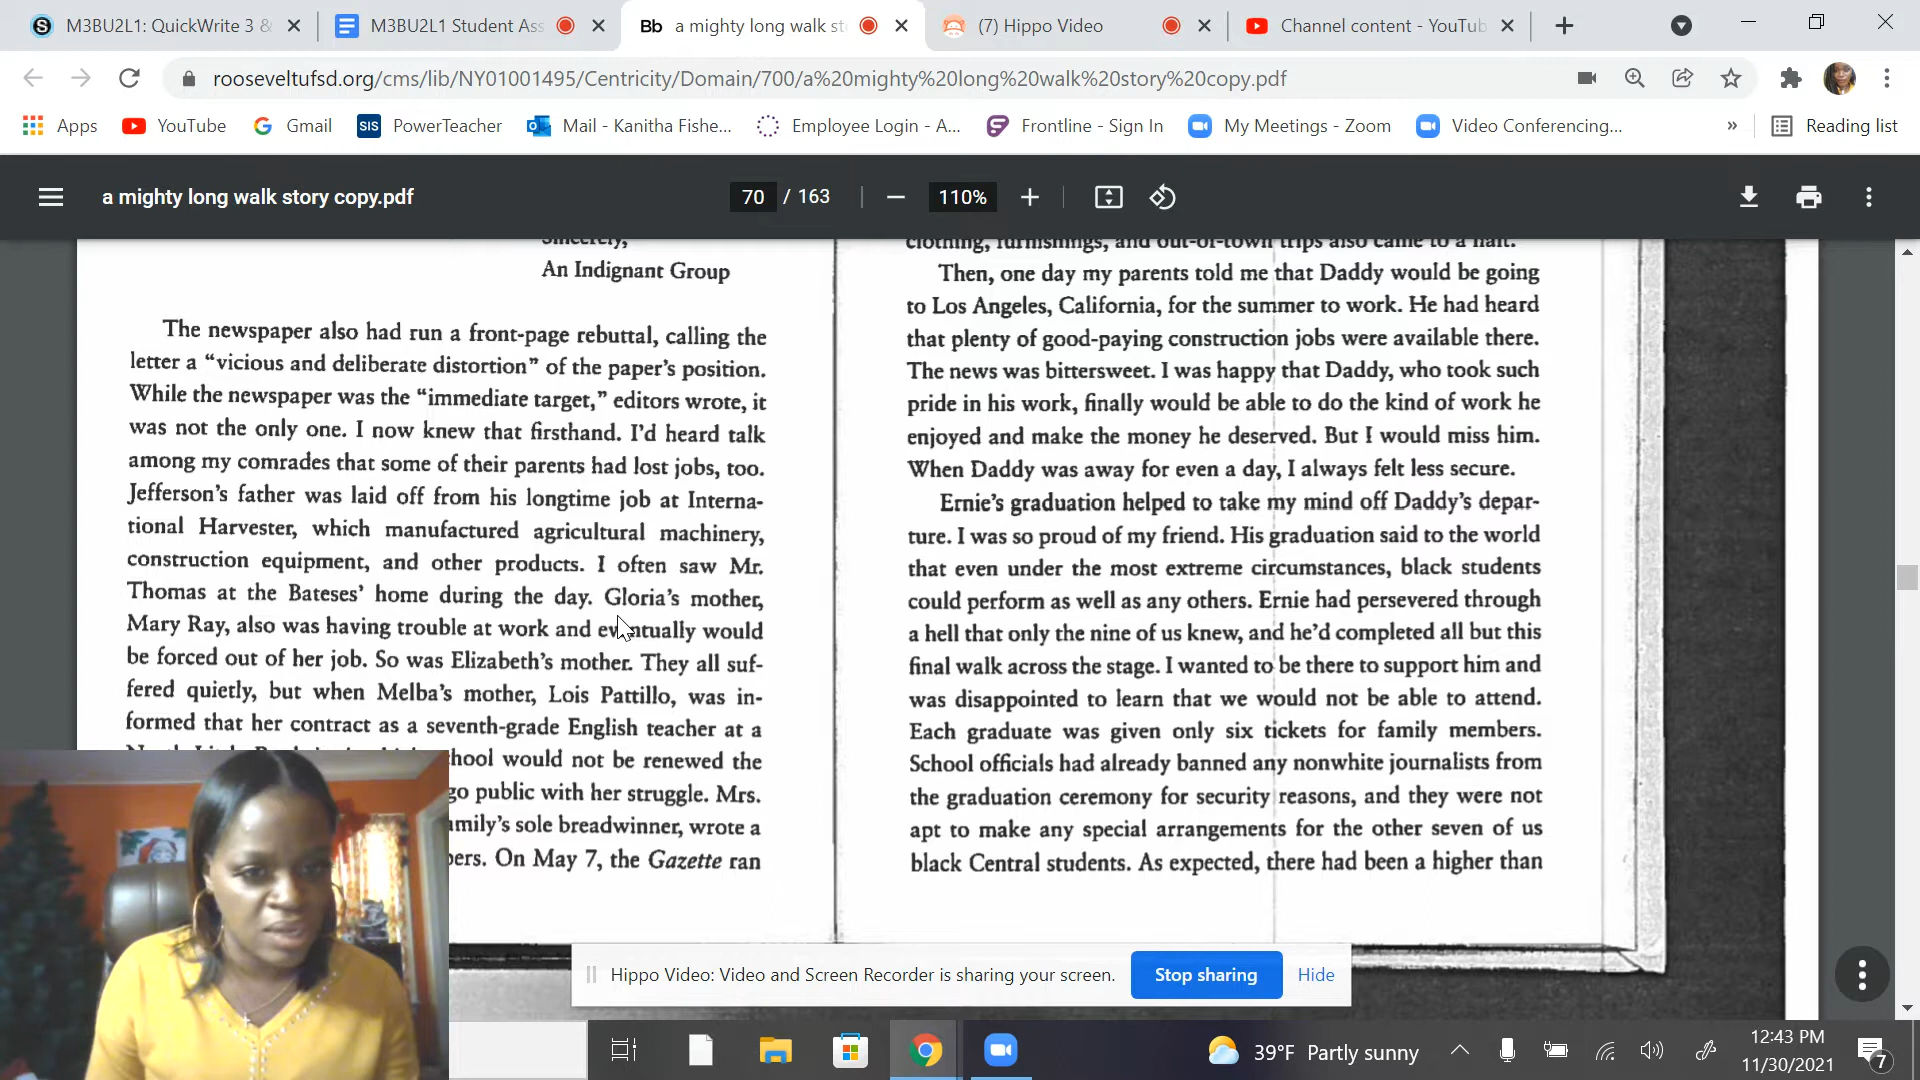 M3BU2L1: QuickWrite 3 &
M3BU2L1 Student Ass
Bb a mighty long walk st
(7) Hippo Video
Channel content - YouTub
rooseveltufsd.org/cms/lib/NY01001495/Centricity/Domain/700/a%20mighty%20long%20walk%20story%20copy.pdf
Apps
YouTube
Gmail
SIS PowerTeacher
Mail - Kanitha Fishe...
Employee Login - A...
Frontline - Sign In
My Meetings - Zoom
Video Conferencing...
»
Reading list
a mighty long walk story copy.pdf
70 / 163
110%
Sincerely,
An Indignant Group
The newspaper also had run a front-page rebuttal, calling the
letter a “vicious and deliberate distortion” of the paper’s position.
While the newspaper was the “immediate target,” editors wrote, it
was not the only one. I now knew that firsthand. I’d heard talk
among my comrades that some of their parents had lost jobs, too.
Jefferson’s father was laid off from his longtime job at Interna-
tional Harvester, which manufactured agricultural machinery,
construction equipment, and other products. I often saw Mr.
Thomas at the Bateses’ home during the day. Gloria’s mother,
Mary Ray, also was having trouble at work and eventually would
be forced out of her job. So was Elizabeth’s mother. They all suf-
fered quietly, but when Melba’s mother, Lois Pattillo, was in-
formed that her contract as a seventh-grade English teacher at a
hool would not be renewed the
go public with her struggle. Mrs.
amily’s sole breadwinner, wrote a
pers. On May 7, the Gazette ran
clothing, furnishings, and out-of-town trips also came to a halt.
Then, one day my parents told me that Daddy would be going
to Los Angeles, California, for the summer to work. He had heard
that plenty of good-paying construction jobs were available there.
The news was bittersweet. I was happy that Daddy, who took such
pride in his work, finally would be able to do the kind of work he
enjoyed and make the money he deserved. But I would miss him.
When Daddy was away for even a day, I always felt less secure.
Ernie’s graduation helped to take my mind off Daddy’s depar-
ture. I was so proud of my friend. His graduation said to the world
that even under the most extreme circumstances, black students
could perform as well as any others. Ernie had persevered through
a hell that only the nine of us knew, and he’d completed all but this
final walk across the stage. I wanted to be there to support him and
was disappointed to learn that we would not be able to attend.
Each graduate was given only six tickets for family members.
School officials had already banned any nonwhite journalists from
the graduation ceremony for security reasons, and they were not
apt to make any special arrangements for the other seven of us
black Central students. As expected, there had been a higher than
Hippo Video: Video and Screen Recorder is sharing your screen.
Stop sharing
Hide
39°F Partly sunny
12:43 PM
11/30/2021
7